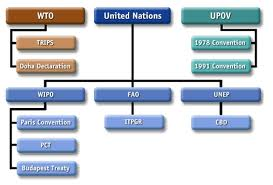 WTO
United Nations
UPOV
TRIPS
1978 Convention
Doha Declaration
1991 Convention
WIPO
FAO
UNEP
Paris Convention
ITPGR
CBD
PCT
Budapest Treaty